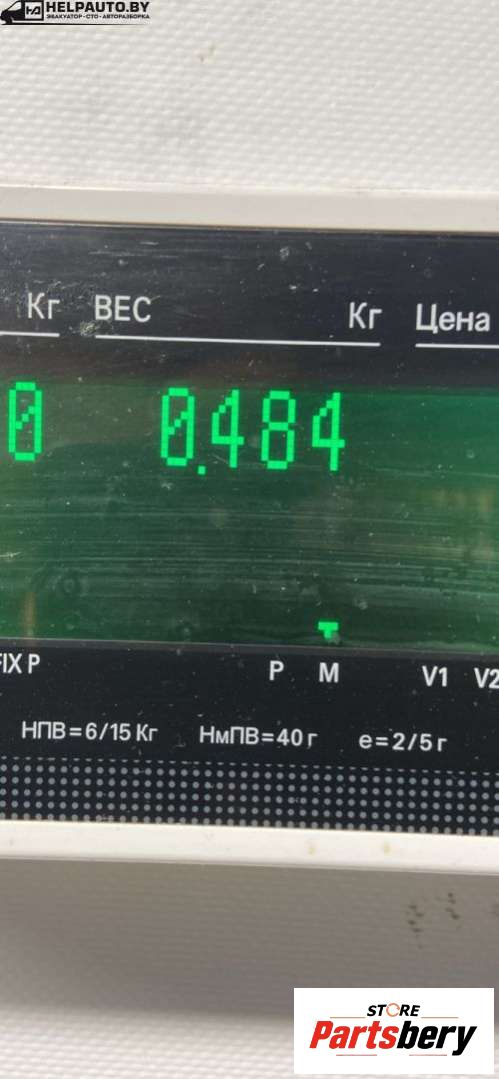 HELPAUTO.BY
ЭВАКУАТОР-СТО-АВТОРАЗБОРКА
Кг ВЕС Кг Цена
0 0.484
FIX P P M V1 V2
НПВ=6/15 Кг НмПВ=40 г e=2/5 г
STORE
Partsbery